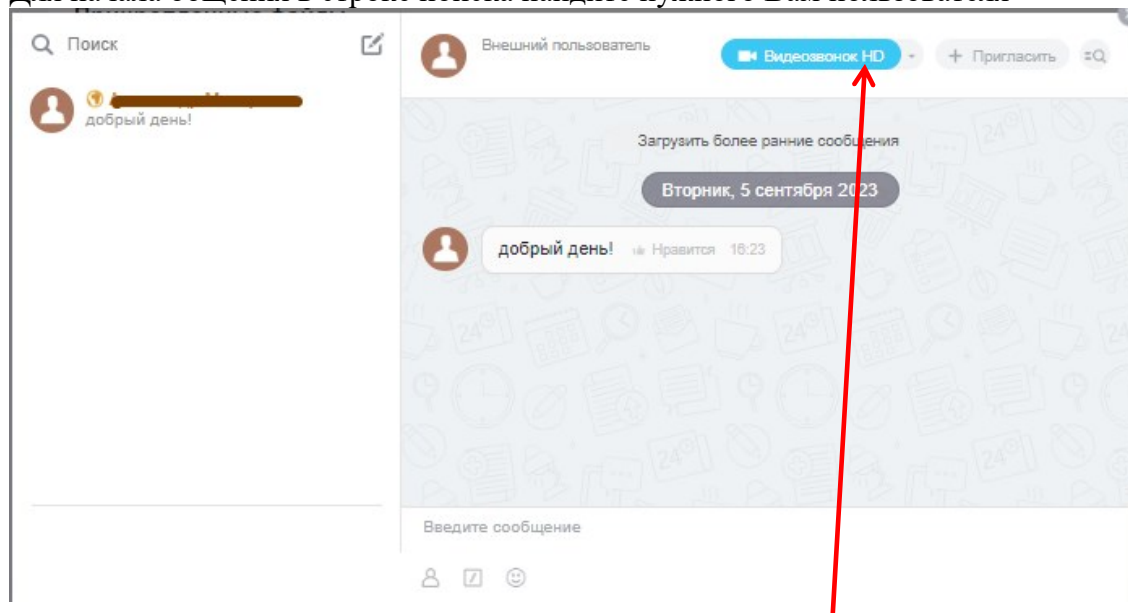 Поиск
добрый день!
Внешний пользователь
Видеозвонок HD
+ Пригласить
Загрузить более ранние сообщения
Вторник, 5 сентября 2023
добрый день! Нравится 16:23
Введите сообщение